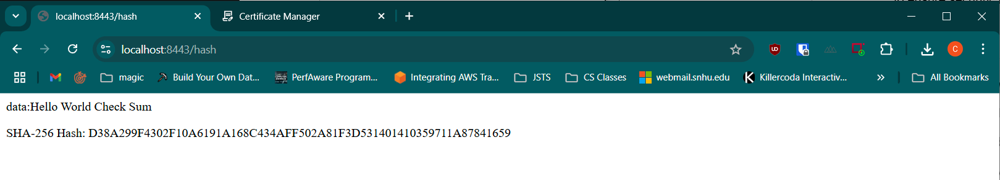 localhost:8443/hash
Certificate Manager
localhost:8443/hash
C
magic
Build Your Own Dat...
PerfAware Program...
Integrating AWS Tra...
JSTS
CS Classes
webmail.snhu.edu
Killercoda Interactiv...
All Bookmarks
data:Hello World Check Sum
SHA-256 Hash: D38A299F4302F10A6191A168C434AFF502A81F3D531401410359711A87841659